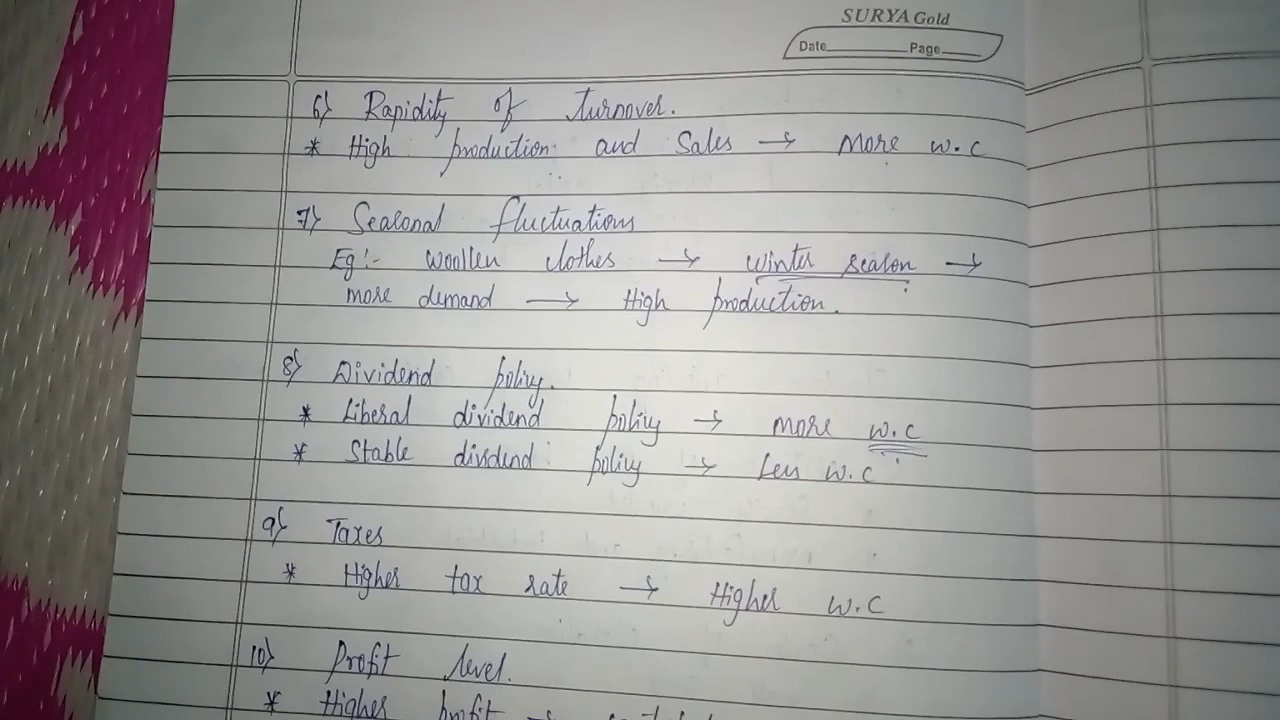 SURYA Gold
Date Page
6) Rapidity of turnover.
* High production and Sales → More w.c
7) Seasonal fluctuations
Eg:- woollen clothes → winter season →
more demand → High production.
8) Dividend policy.
* Liberal dividend policy → more w.c
* Stable dividend policy → Less w.c
9) Taxes
* Higher tax rate → Higher w.c
10) Profit level.
* Higher profit →